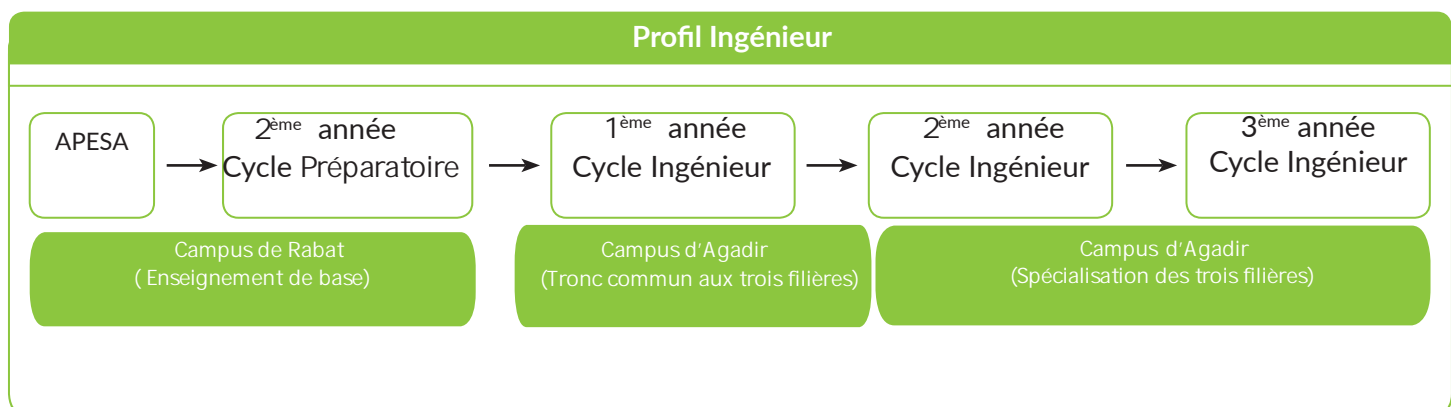 Profil Ingénieur
APESA
2ème année
Cycle Préparatoire
1ème année
Cycle Ingénieur
2ème année
Cycle Ingénieur
3ème année
Cycle Ingénieur
Campus de Rabat
( Enseignement de base)
Campus d'Agadir
(Tronc commun aux trois filières)
Campus d'Agadir
(Spécialisation des trois filières)